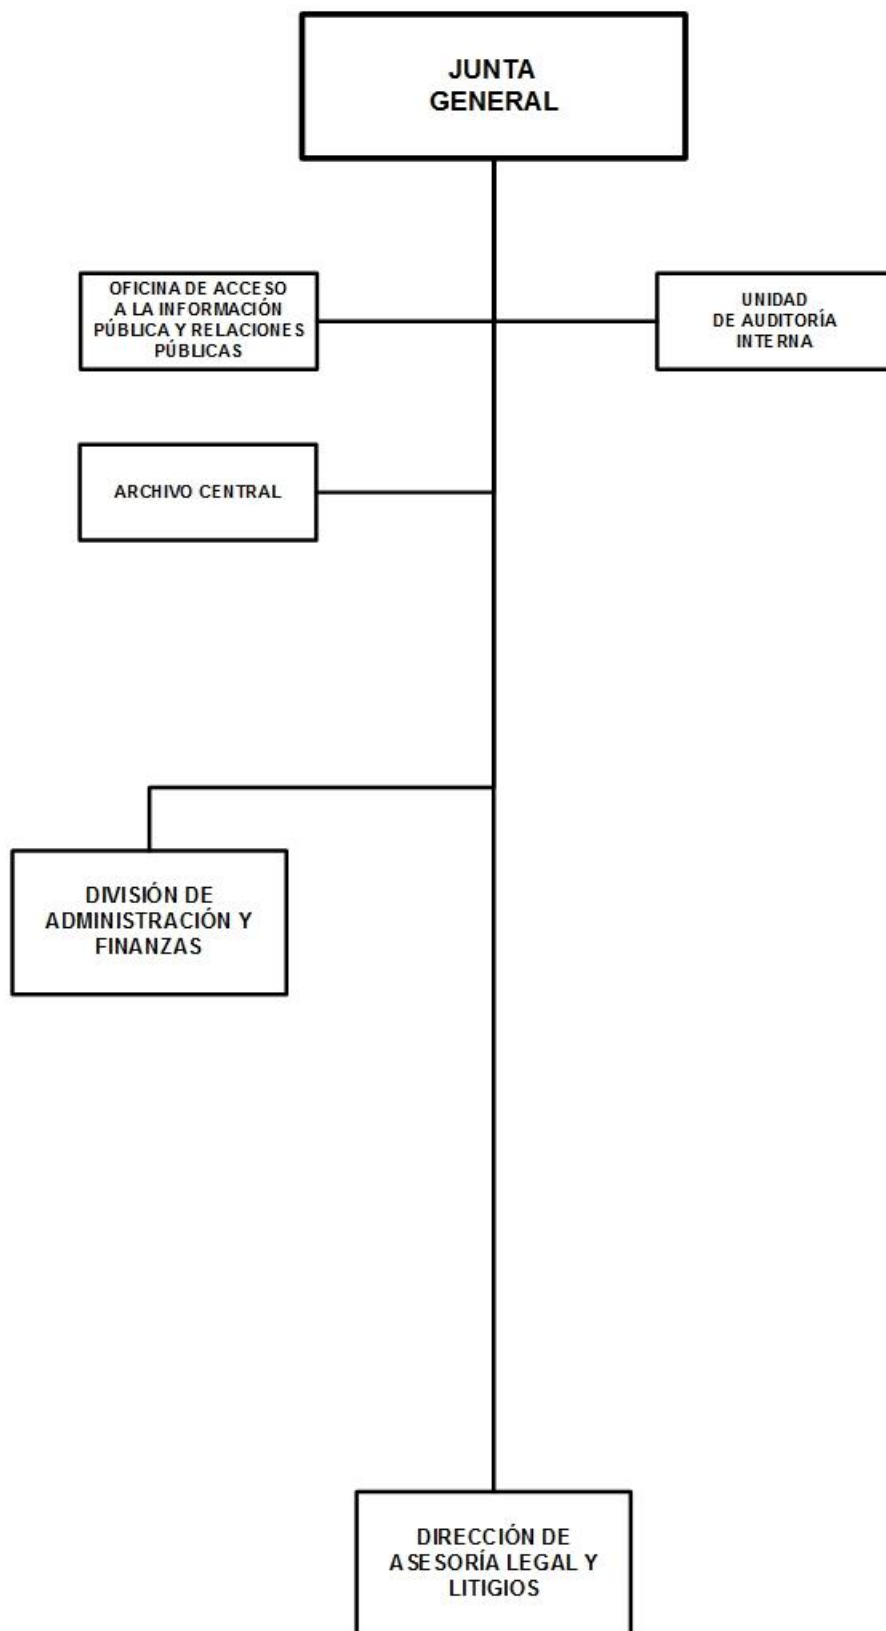 JUNTA
GENERAL
OFICINA DE ACCESO
A LA INFORMACIÓN
PÚBLICA Y RELACIONES
PÚBLICAS
UNIDAD
DE AUDITORÍA
INTERNA
ARCHIVO CENTRAL
DIVISIÓN DE
ADMINISTRACIÓN Y
FINANZAS
DIRECCIÓN DE
ASESORÍA LEGAL Y
LITIGIOS